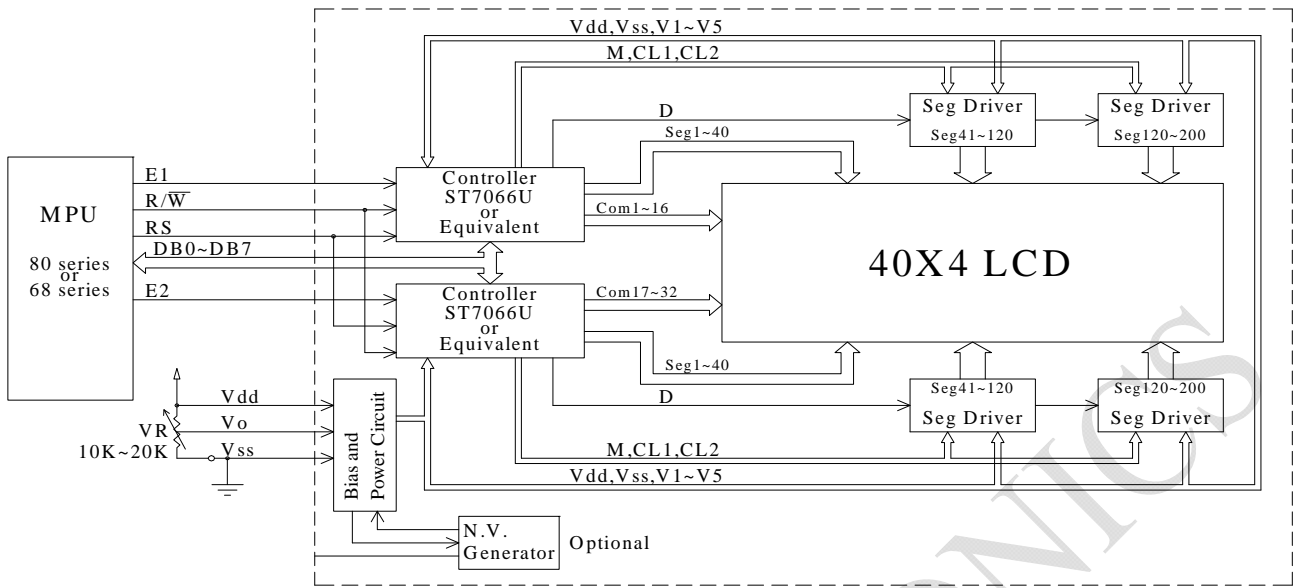 Vdd,Vss,V1~V5
M,CL1,CL2
D
Seg Driver
Seg41~120
Seg Driver
Seg120~200
Seg1~40
MPU
80 series
or
68 series
E1
R/W̅
RS
DB0~DB7
E2
Controller
ST7066U
or
Equivalent
Com1~16
40X4 LCD
Controller
ST7066U
or
Equivalent
Com17~32
Seg1~40
D
Seg41~120
Seg Driver
Seg120~200
Seg Driver
M,CL1,CL2
Vdd,Vss,V1~V5
Vdd
Vo
Vss
VR
10K~20K
Bias and
Power Circuit
N.V.
Generator
Optional
ONICS